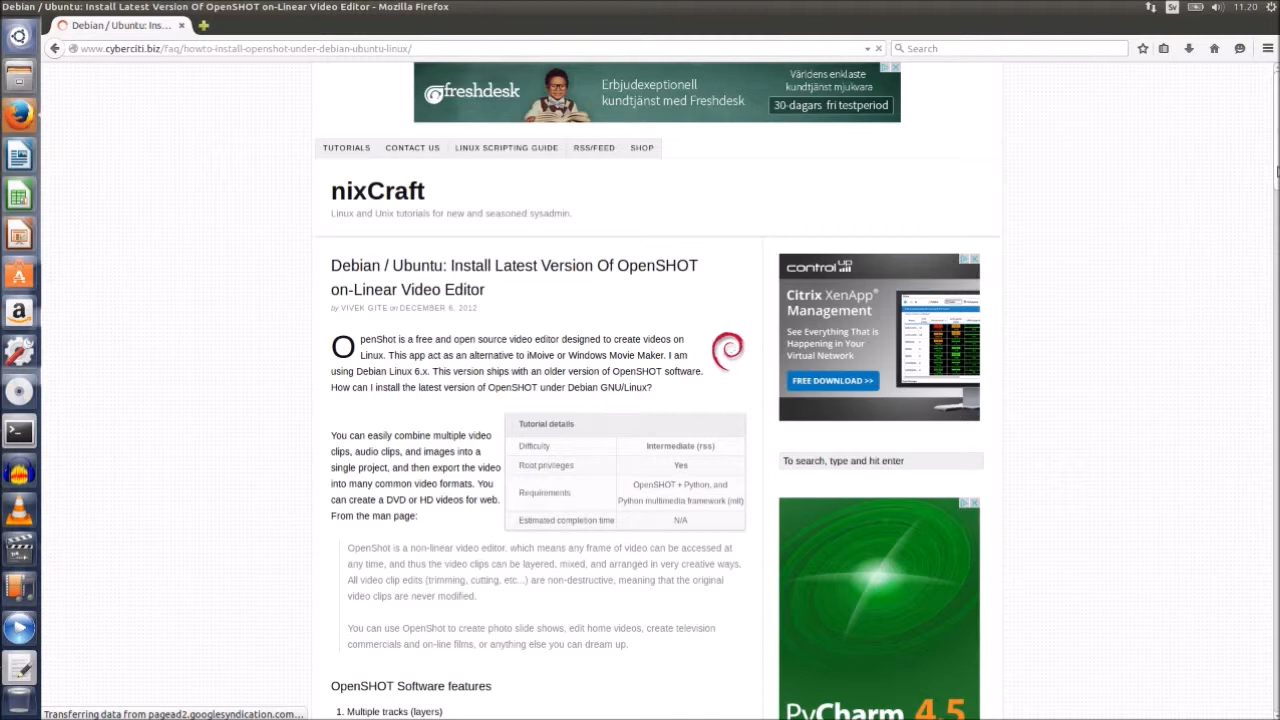 Debian / Ubuntu: Install Latest Version Of OpenSHOT on-Linear Video Editor - Mozilla Firefox
Sv
11.20
Debian / Ubuntu: Ins...
www.cyberciti.biz/faq/howto-install-openshot-under-debian-ubuntu-linux/
Search
freshdesk
Erbjudexeptionell
kundtjänst med Freshdesk
Världens enklaste
kundtjänst mjukvara
30-dagars fri testperiod
TUTORIALS CONTACT US LINUX SCRIPTING GUIDE RSS/FEED SHOP
nixCraft
Linux and Unix tutorials for new and seasoned sysadmin.
Debian / Ubuntu: Install Latest Version Of OpenSHOT
on-Linear Video Editor
by VIVEK GITE on DECEMBER 6, 2012
OpenShot is a free and open source video editor designed to create videos on
Linux. This app act as an alternative to iMoive or Windows Movie Maker. I am
using Debian Linux 6.x. This version ships with an older version of OpenSHOT software.
How can I install the latest version of OpenSHOT under Debian GNU/Linux?
You can easily combine multiple video
clips, audio clips, and images into a
single project, and then export the video
into many common video formats. You
can create a DVD or HD videos for web.
From the man page:
Tutorial details
Difficulty Intermediate (rss)
Root privileges Yes
Requirements OpenSHOT + Python, and
Python multimedia framework (mlt)
Estimated completion time N/A
OpenShot is a non-linear video editor, which means any frame of video can be accessed at
any time, and thus the video clips can be layered, mixed, and arranged in very creative ways.
All video clip edits (trimming, cutting, etc...) are non-destructive, meaning that the original
video clips are never modified.
You can use OpenShot to create photo slide shows, edit home videos, create television
commercials and on-line films, or anything else you can dream up.
OpenSHOT Software features
1. Multiple tracks (layers)
control up
Citrix XenApp®
Management
See Everything That is
Happening in Your
Virtual Network
FREE DOWNLOAD >>
To search, type and hit enter
PyCharm 4.5
Transferring data from pagead2.googlesyndication.com...